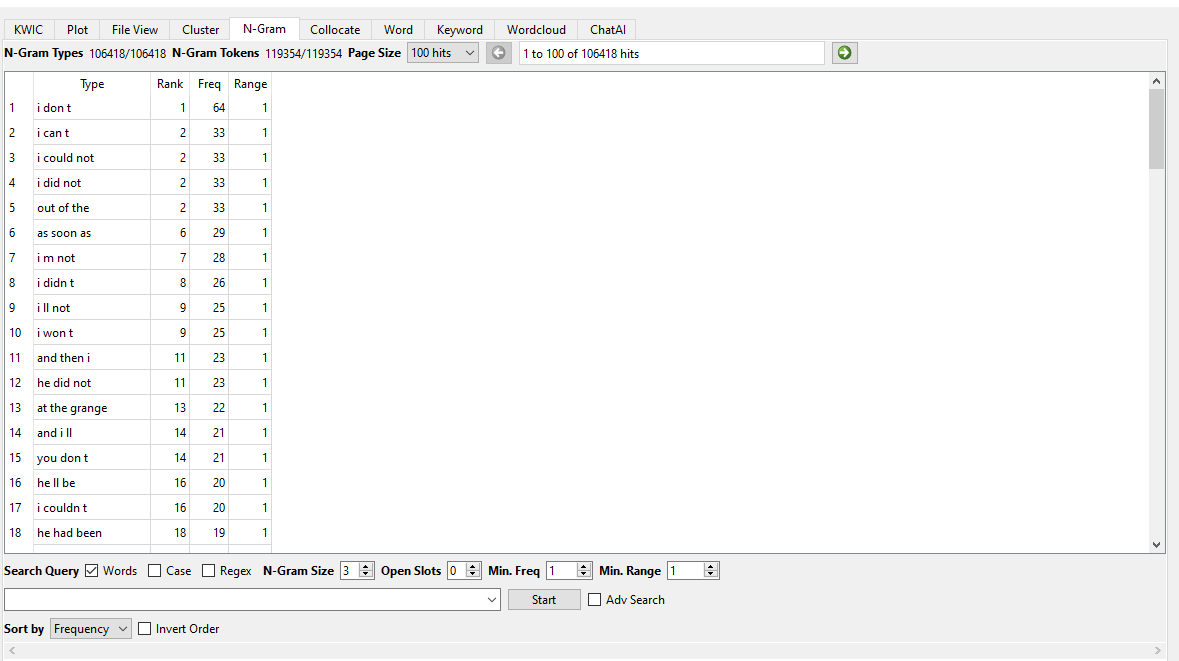 KWIC Plot File View Cluster N-Gram Collocate Word Keyword Wordcloud ChatAI
N-Gram Types 106418/106418 N-Gram Tokens 119354/119354 Page Size 100 hits 1 to 100 of 106418 hits
Type Rank Freq Range
1 i don t 1 64 1
2 i can t 2 33 1
3 i could not 2 33 1
4 i did not 2 33 1
5 out of the 2 33 1
6 as soon as 6 29 1
7 i m not 7 28 1
8 i didn t 8 26 1
9 i ll not 9 25 1
10 i won t 9 25 1
11 and then i 11 23 1
12 he did not 11 23 1
13 at the grange 13 22 1
14 and i ll 14 21 1
15 you don t 14 21 1
16 he ll be 16 20 1
17 i couldn t 16 20 1
18 he had been 18 19 1
Search Query Words Case Regex N-Gram Size 3 Open Slots 0 Min. Freq 1 Min. Range 1
Start Adv Search
Sort by Frequency Invert Order